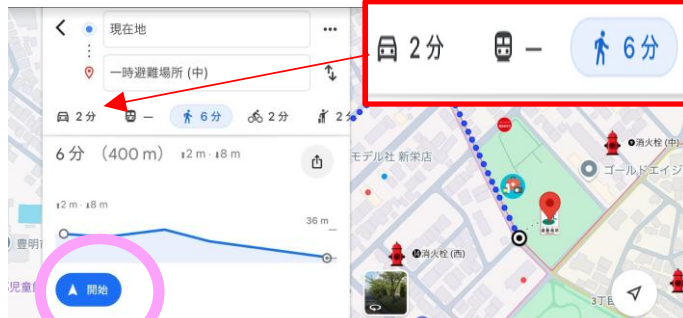 現在地
一時避難場所 (中)
2分
—
6分
2分
2
6分 (400 m) ↑2 m · ↓8 m
↑2 m · ↓8 m
36 m
開始
2分
—
6分
モデル社 新栄店
消火栓 (中)
ゴールドエイジ
消火栓 (西)
3丁目
豊明市
児童館